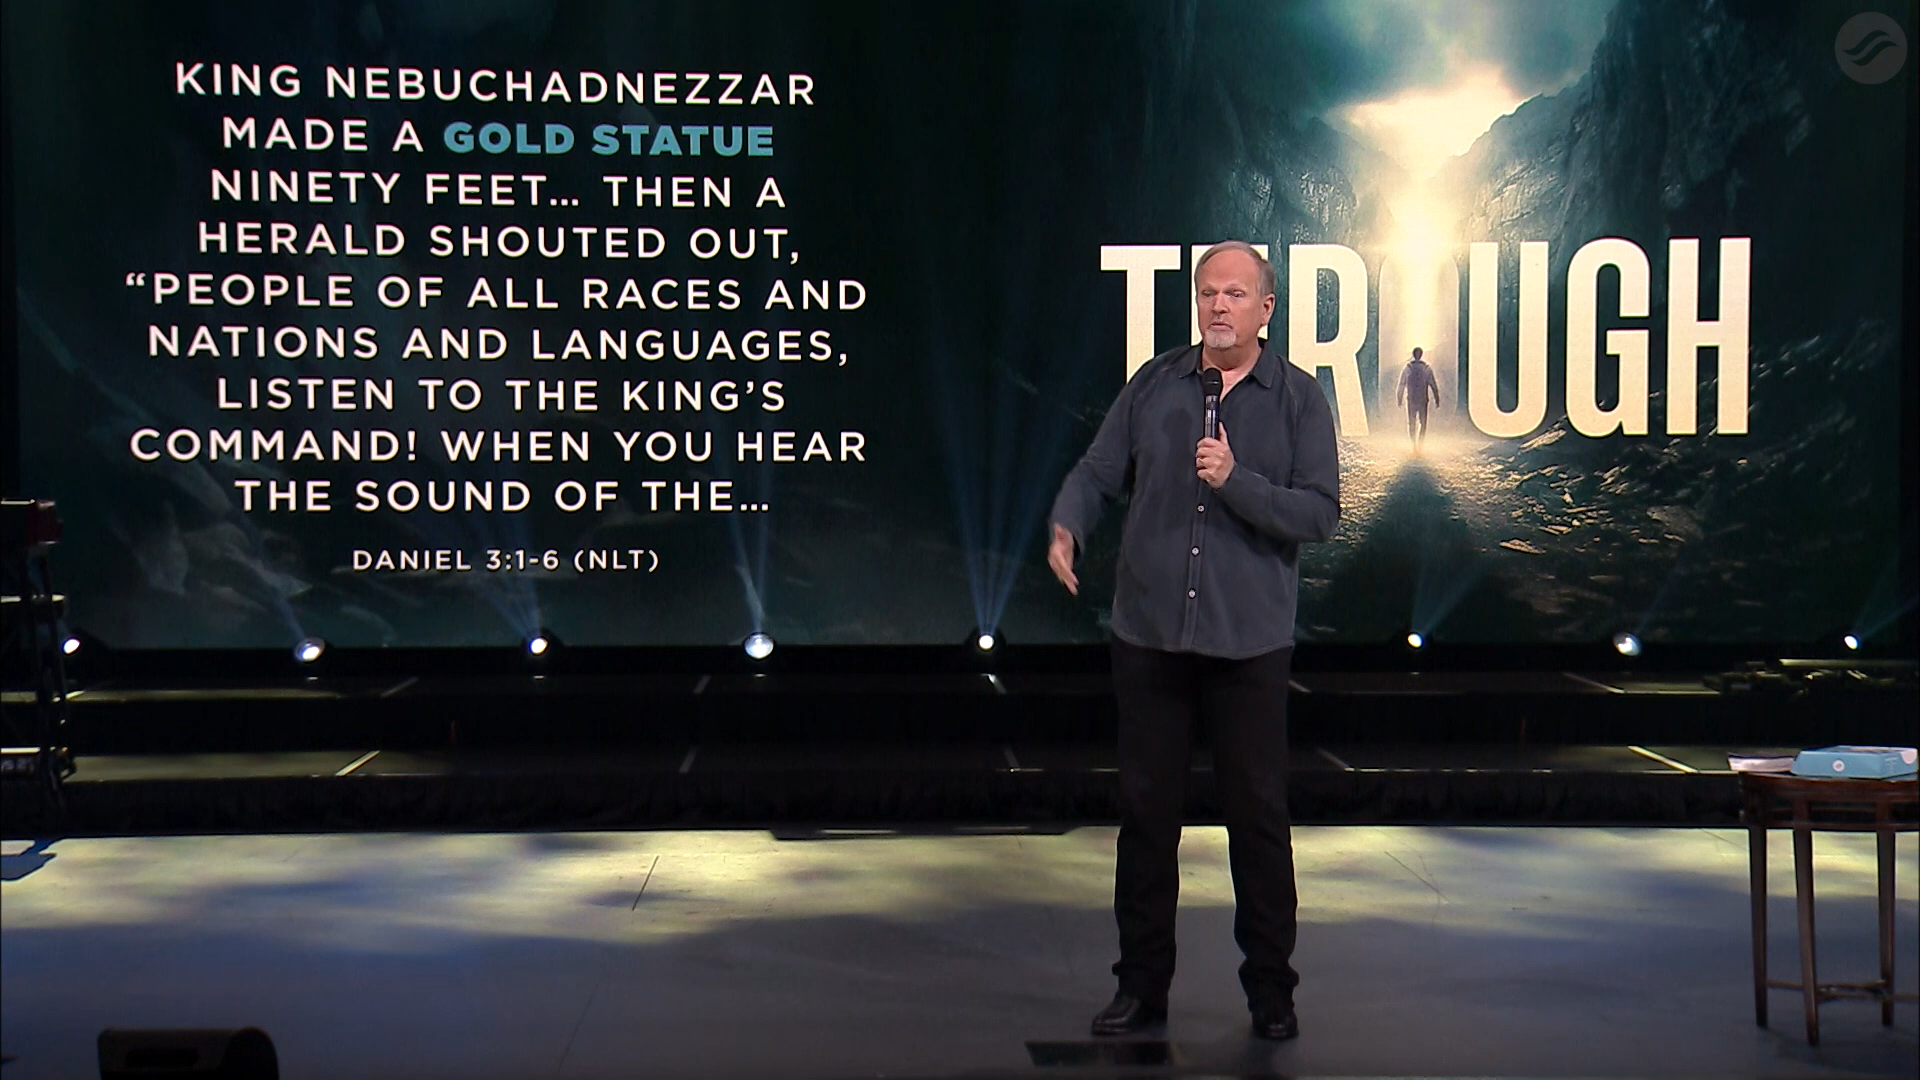 KING NEBUCHADNEZZAR
MADE A GOLD STATUE
NINETY FEET... THEN A
HERALD SHOUTED OUT,
“PEOPLE OF ALL RACES AND
NATIONS AND LANGUAGES,
LISTEN TO THE KING’S
COMMAND! WHEN YOU HEAR
THE SOUND OF THE...
DANIEL 3:1-6 (NLT)
THROUGH